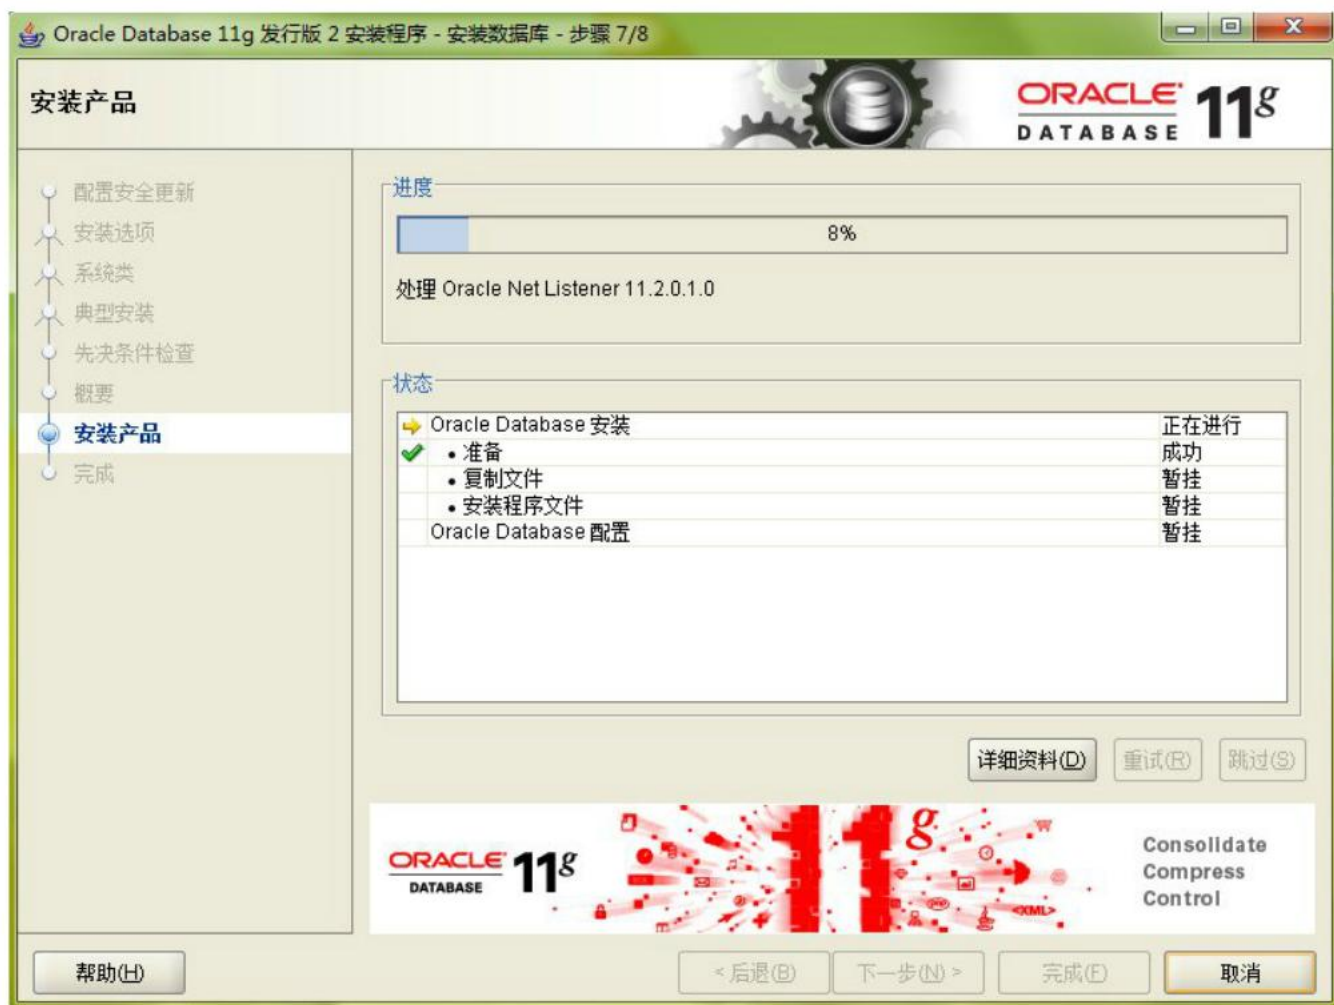 Oracle Database 11g 发行版 2 安装程序 - 安装数据库 - 步骤 7/8
安装产品
ORACLE 11g
DATABASE
配置安全更新
安装选项
系统类
典型安装
先决条件检查
概要
安装产品
完成
进度
8%
处理 Oracle Net Listener 11.2.0.1.0
状态
Oracle Database 安装 正在进行
• 准备 成功
• 复制文件 暂挂
• 安装程序文件 暂挂
Oracle Database 配置 暂挂
详细资料(D) 重试(R) 跳过(S)
ORACLE 11g
DATABASE
11g
php
<XML>
Consolidate
Compress
Control
帮助(H) < 后退(B) 下一步(N) > 完成(F) 取消